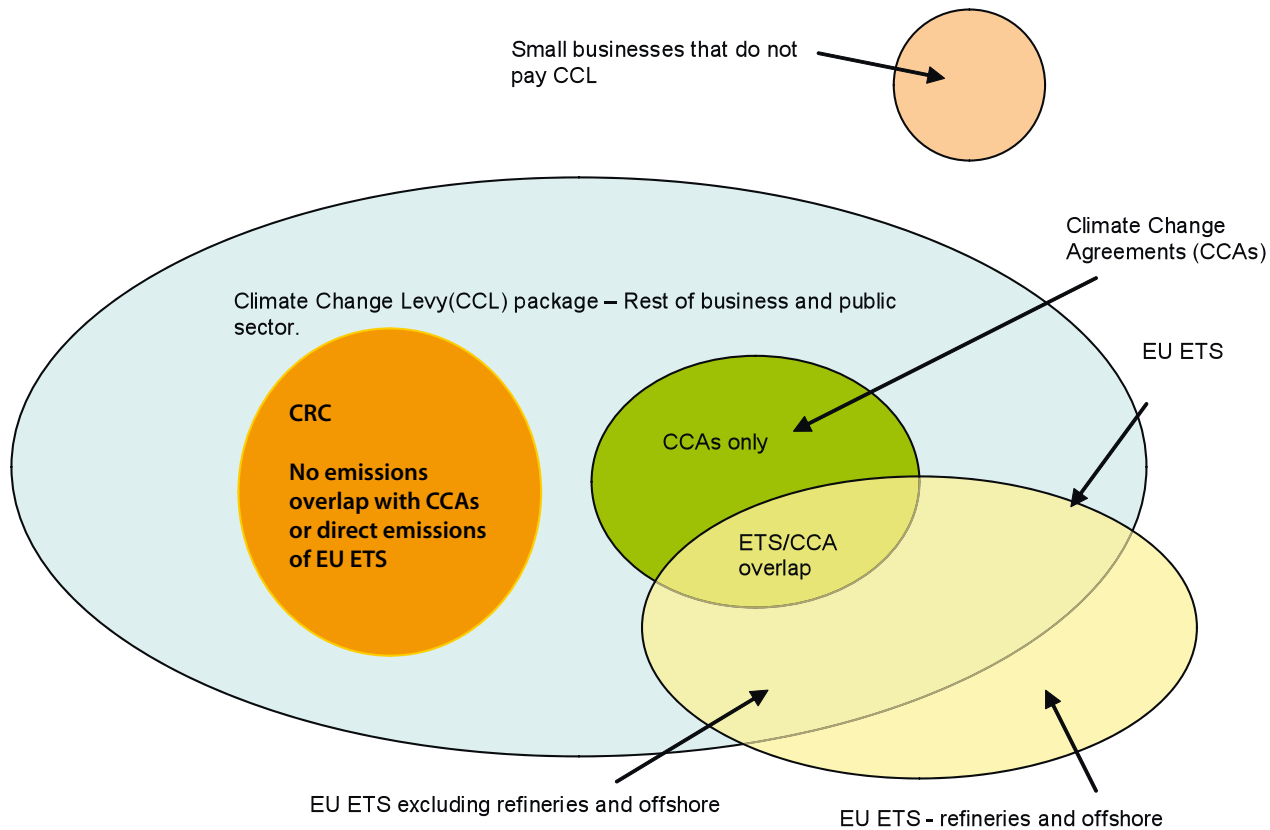 Small businesses that do not
pay CCL
Climate Change
Agreements (CCAs)
Climate Change Levy(CCL) package – Rest of business and public
sector.
EU ETS
CRC
No emissions
overlap with CCAs
or direct emissions
of EU ETS
CCAs only
ETS/CCA
overlap
EU ETS excluding refineries and offshore
EU ETS - refineries and offshore